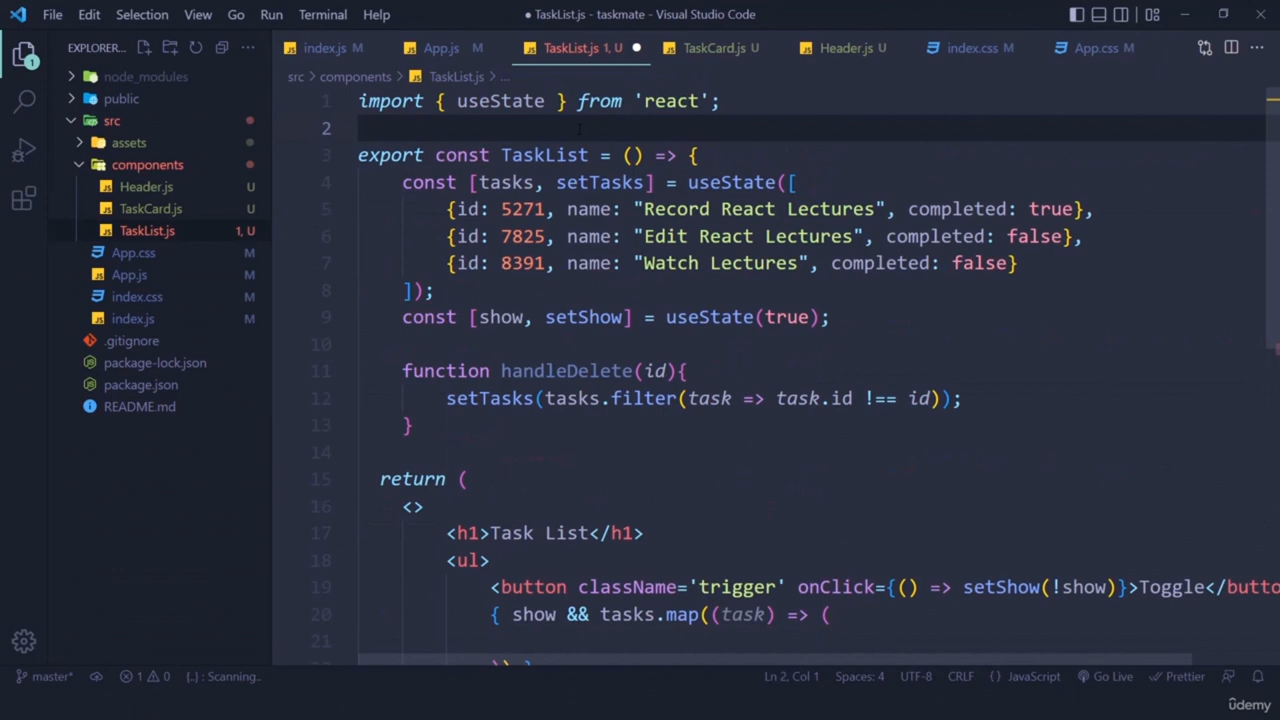 File Edit Selection View Go Run Terminal Help ● TaskList.js - taskmate - Visual Studio Code
EXPLORER... index.js M App.js M TaskList.js 1, U TaskCard.js U Header.js U index.css M App.css M
node_modules
public
src
assets
components
Header.js U
TaskCard.js U
TaskList.js 1, U
App.css M
App.js M
index.css M
index.js M
.gitignore
package-lock.json
package.json
README.md
src > components > TaskList.js > ...
1 import { useState } from 'react';
2
3 export const TaskList = () => {
4 const [tasks, setTasks] = useState([
5 {id: 5271, name: "Record React Lectures", completed: true},
6 {id: 7825, name: "Edit React Lectures", completed: false},
7 {id: 8391, name: "Watch Lectures", completed: false}
8 ]);
9 const [show, setShow] = useState(true);
10
11 function handleDelete(id){
12 setTasks(tasks.filter(task => task.id !== id));
13 }
14
15 return (
16 <>
17 <h1>Task List</h1>
18 <ul>
19 <button className='trigger' onClick={() => setShow(!show)}>Toggle</butto
20 { show && tasks.map((task) => (
21
)) }
1
master* 1 0 {..} : Scanning.. Ln 2, Col 1 Spaces: 4 UTF-8 CRLF {} JavaScript Go Live Prettier
ûdemy